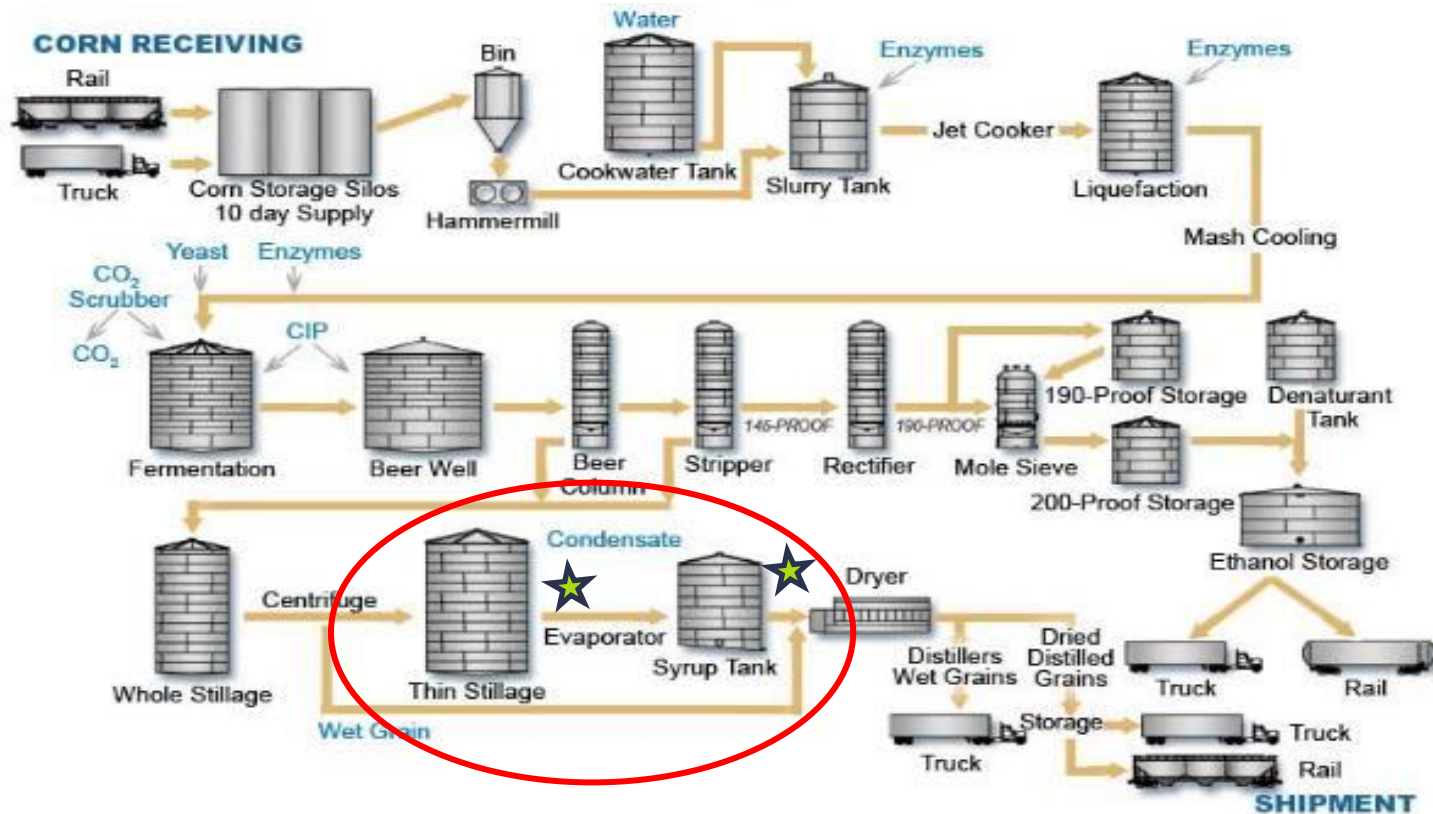 CORN RECEIVING
Rail
Truck
Corn Storage Silos
10 day Supply
Bin
Hammermill
Water
Cookwater Tank
Enzymes
Slurry Tank
Jet Cooker
Enzymes
Liquefaction
Mash Cooling
Yeast
Enzymes
CO₂
Scrubber
CO₂
CIP
Fermentation
Beer Well
Beer
Column
Stripper
145-PROOF
Rectifier
190-PROOF
Mole Sieve
190-Proof Storage
Denaturant
Tank
200-Proof Storage
Ethanol Storage
Truck
Rail
Whole Stillage
Centrifuge
Thin Stillage
Condensate
Evaporator
Syrup Tank
Wet Grain
Dryer
Distillers
Wet Grains
Dried
Distilled
Grains
Truck
Storage
Truck
Rail
SHIPMENT